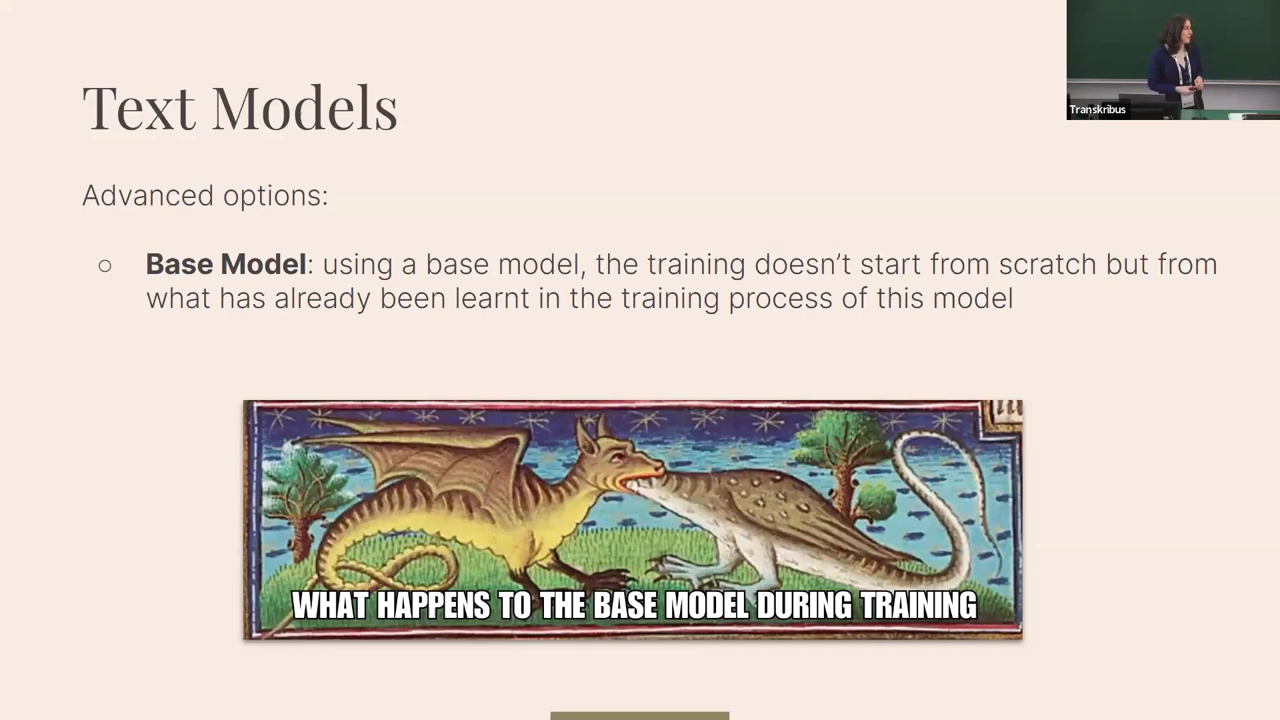 Transkribus
Text Models
Advanced options:
○ Base Model: using a base model, the training doesn’t start from scratch but from
what has already been learnt in the training process of this model
WHAT HAPPENS TO THE BASE MODEL DURING TRAINING